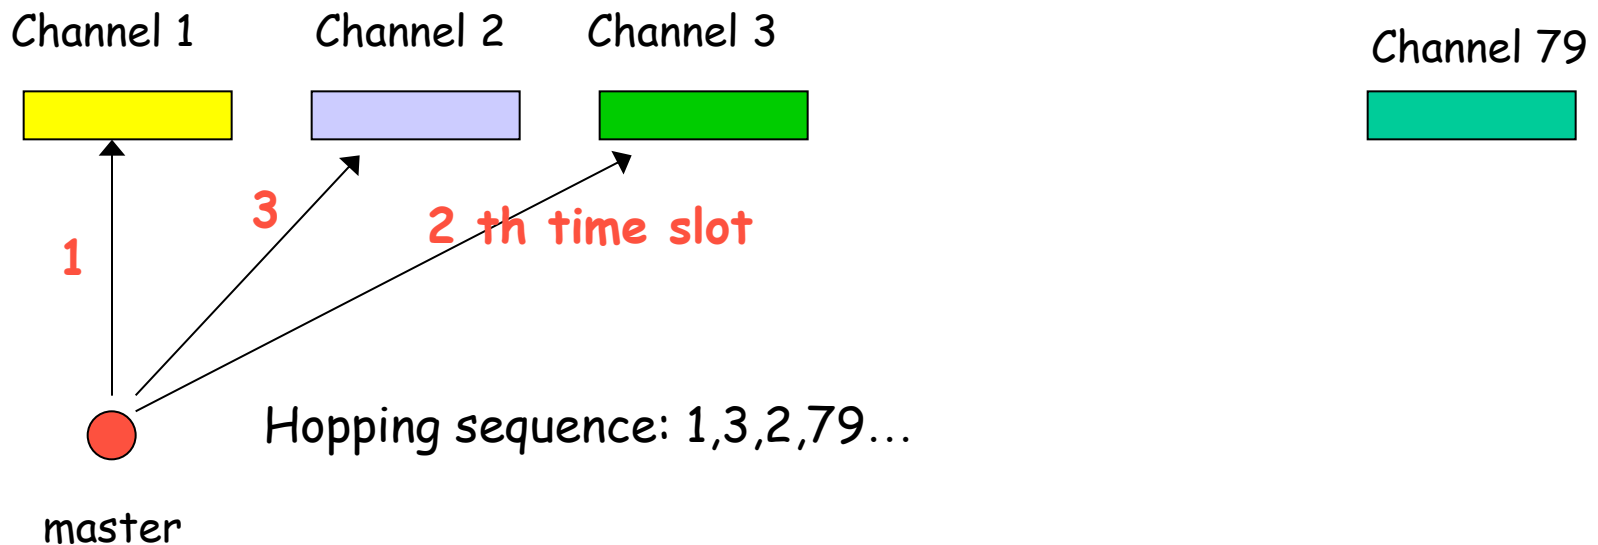 Channel 1
Channel 2
Channel 3
Channel 79
3
2 th time slot
1
Hopping sequence: 1,3,2,79...
master